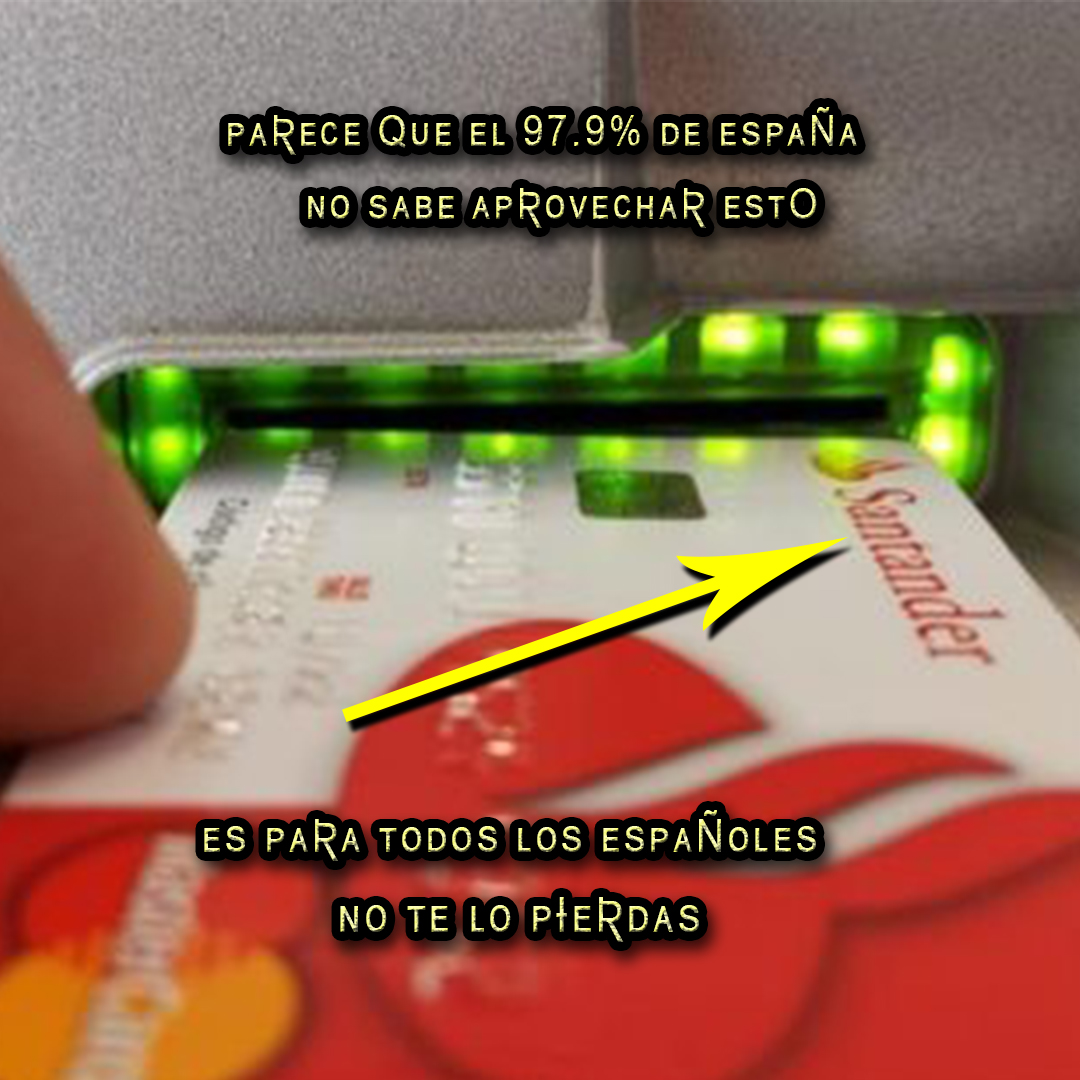 PARECE QUE EL 97.9% DE ESPAÑA
NO SABE APROVECHAR ESTO
Santander
ES PARA TODOS LOS ESPAÑOLES
NO TE LO PIERDAS